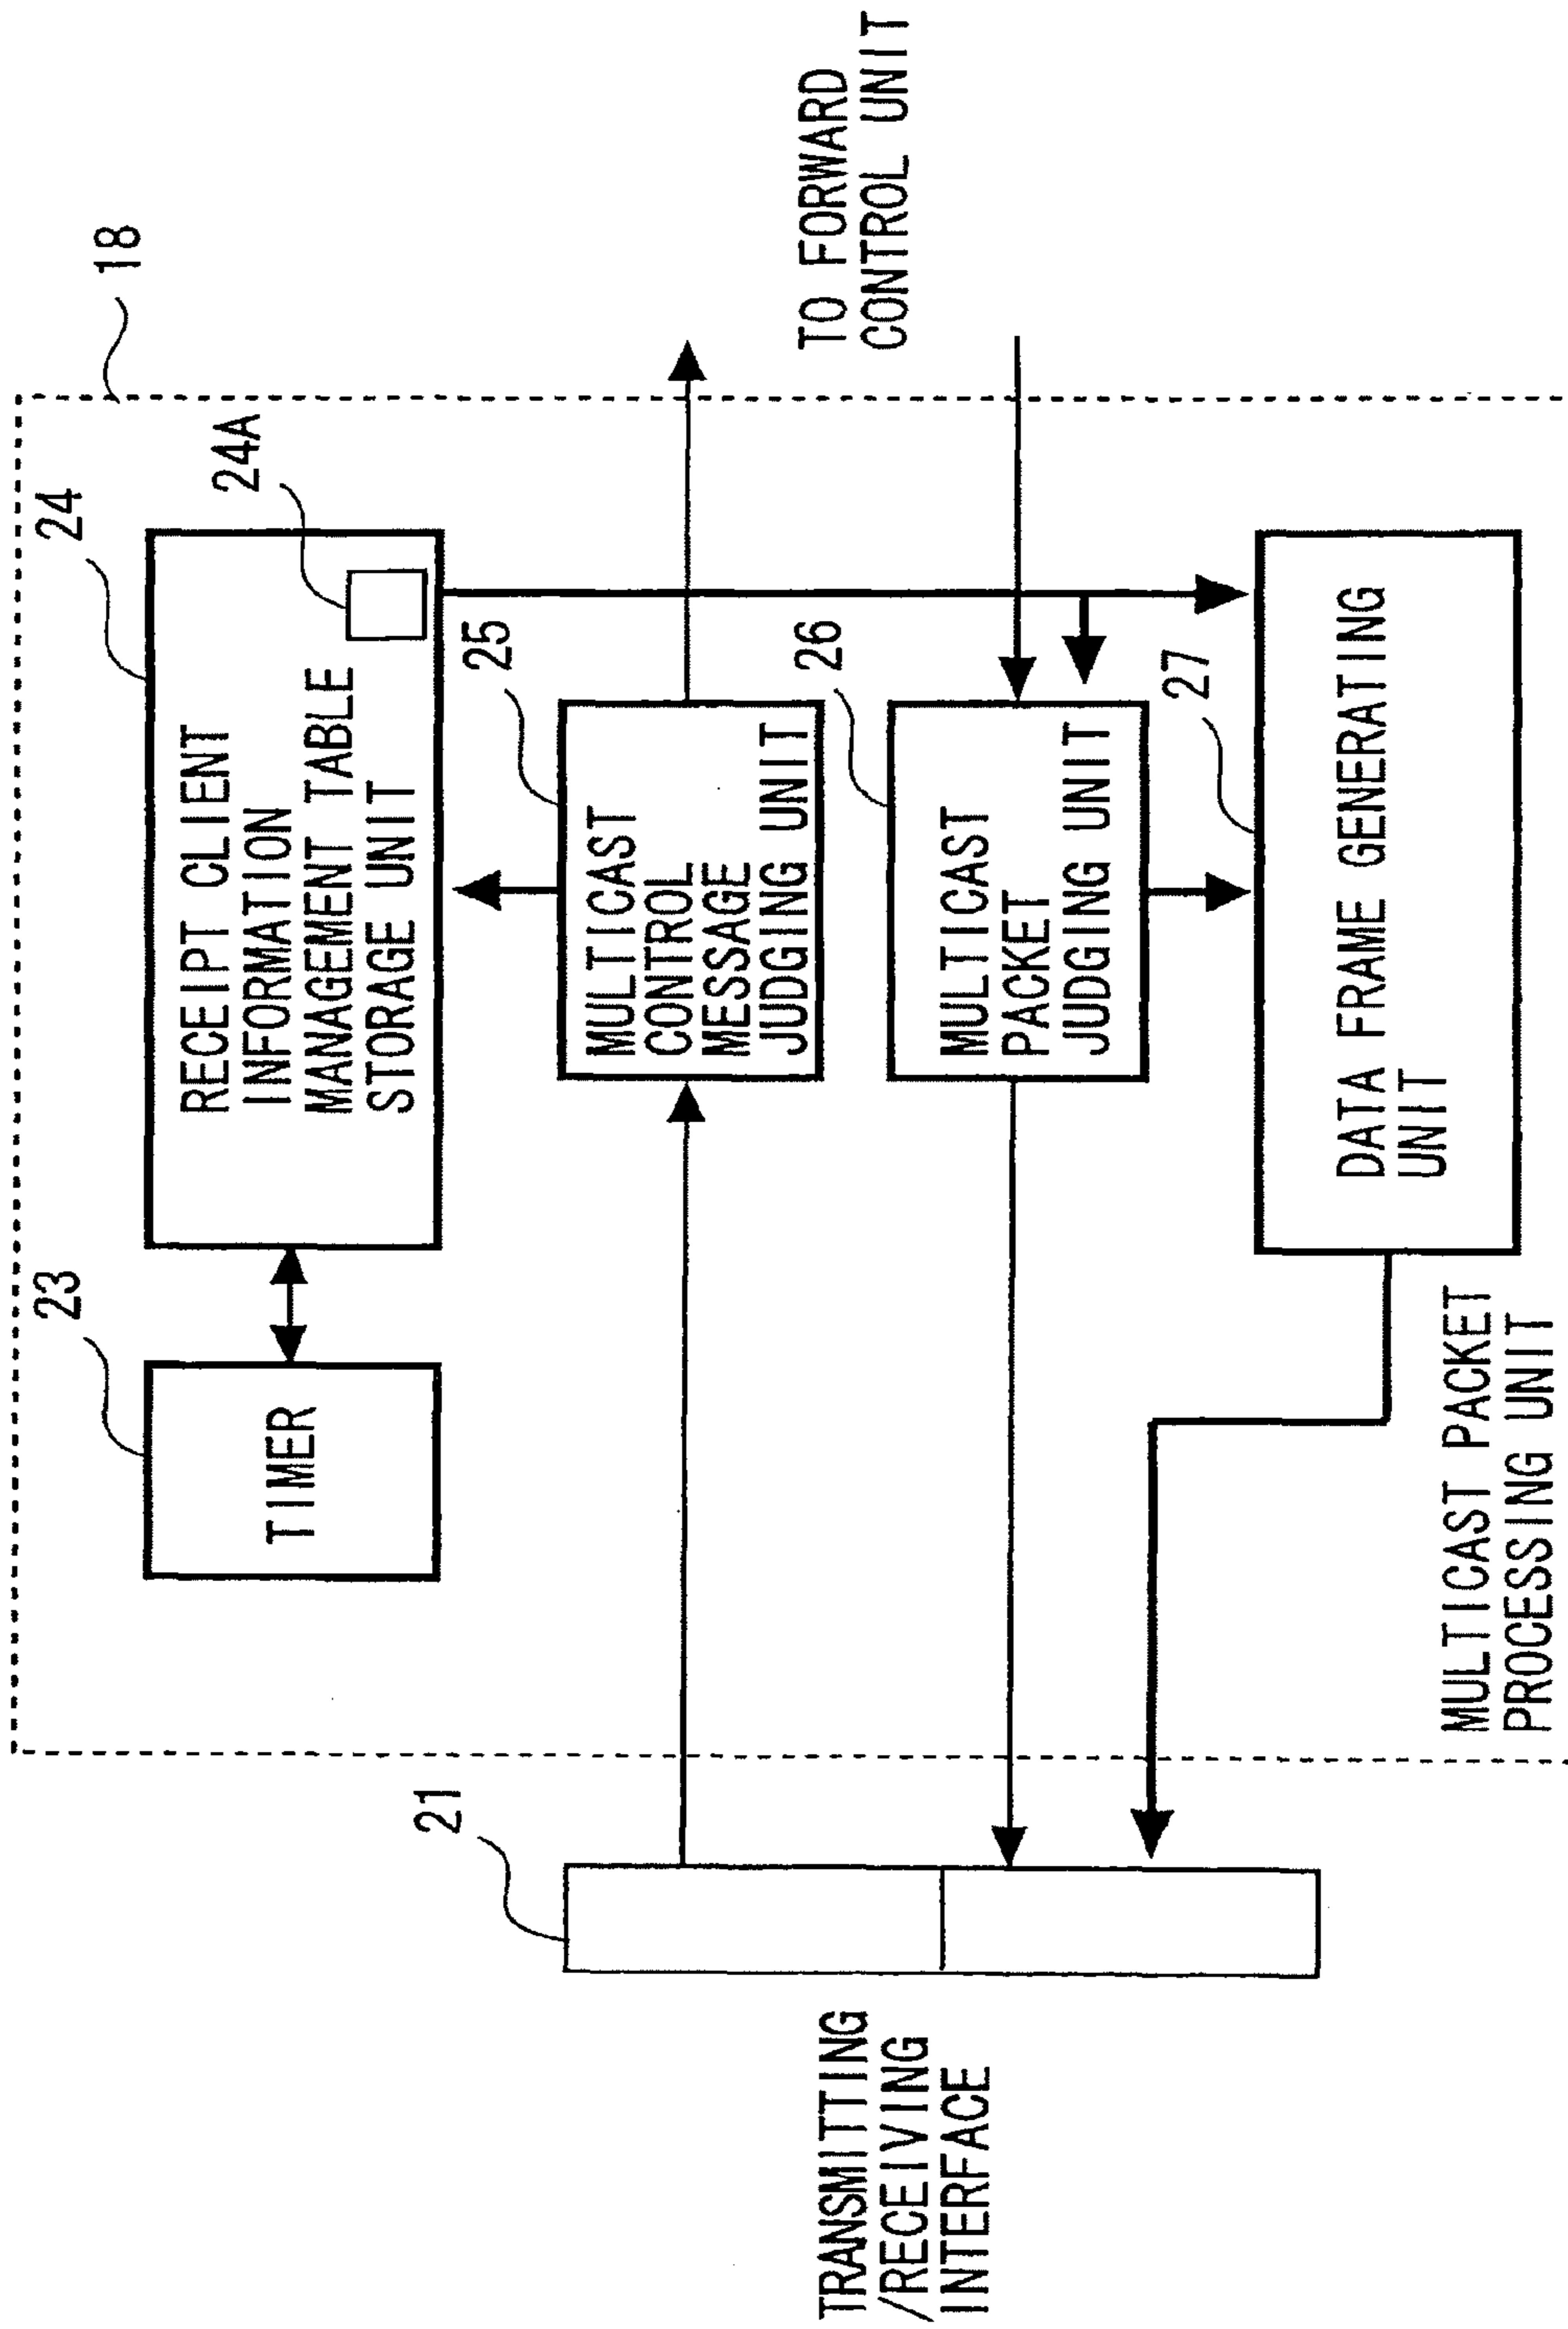 18
23
TIMER
24
RECEIPT CLIENT
INFORMATION
MANAGEMENT TABLE
STORAGE UNIT
24A
21
TRANSMITTING
/RECEIVING
INTERFACE
25
MULTICAST
CONTROL
MESSAGE
JUDGING UNIT
TO FORWARD
CONTROL UNIT
26
MULTICAST
PACKET
JUDGING UNIT
27
DATA FRAME GENERATING
UNIT
MULTICAST PACKET
PROCESSING UNIT